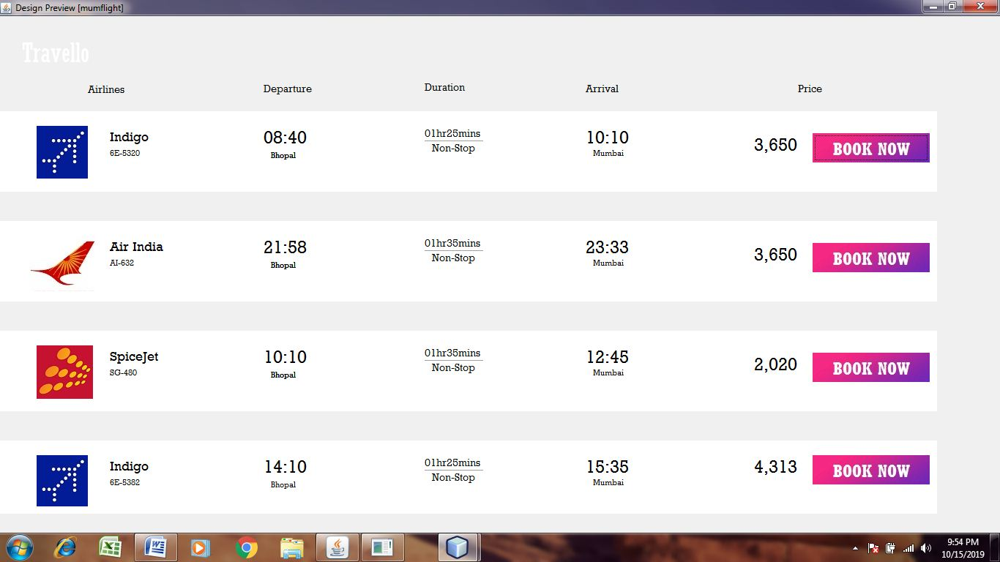 Design Preview [mumflight]
Travello
Airlines Departure Duration Arrival Price
Indigo 08:40 01hr25mins 10:10 3,650 BOOK NOW
6E-5320 Bhopal Non-Stop Mumbai
Air India 21:58 01hr35mins 23:33 3,650 BOOK NOW
AI-632 Bhopal Non-Stop Mumbai
SpiceJet 10:10 01hr35mins 12:45 2,020 BOOK NOW
SG-480 Bhopal Non-Stop Mumbai
Indigo 14:10 01hr25mins 15:35 4,313 BOOK NOW
6E-5382 Bhopal Non-Stop Mumbai
9:54 PM
10/15/2019